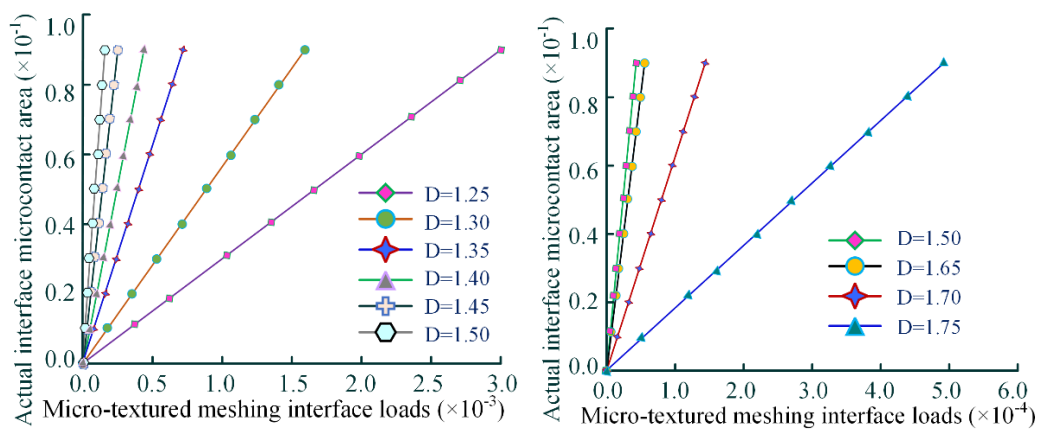 Actual interface microcontact area (×10⁻¹)
1.0
0.8
0.6
0.4
0.2
0.0
D=1.25
D=1.30
D=1.35
D=1.40
D=1.45
D=1.50
0.0 0.5 0.5 1.5 2.0 2.5 3.0
Micro-textured meshing interface loads (×10⁻³)
Actual interface microcontact area (×10⁻¹)
1.0
0.8
0.6
0.4
0.2
0.0
D=1.50
D=1.65
D=1.70
D=1.75
0.0 1.0 2.0 3.0 4.0 5.0 6.0
Micro-textured meshing interface loads (×10⁻⁴)